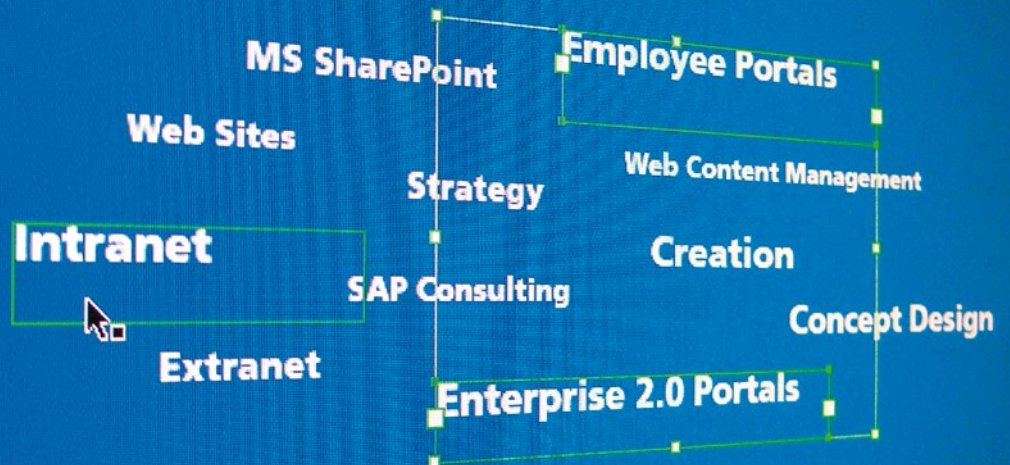 MS SharePoint
Employee Portals
Web Sites
Web Content Management
Strategy
Intranet
Creation
SAP Consulting
Concept Design
Extranet
Enterprise 2.0 Portals